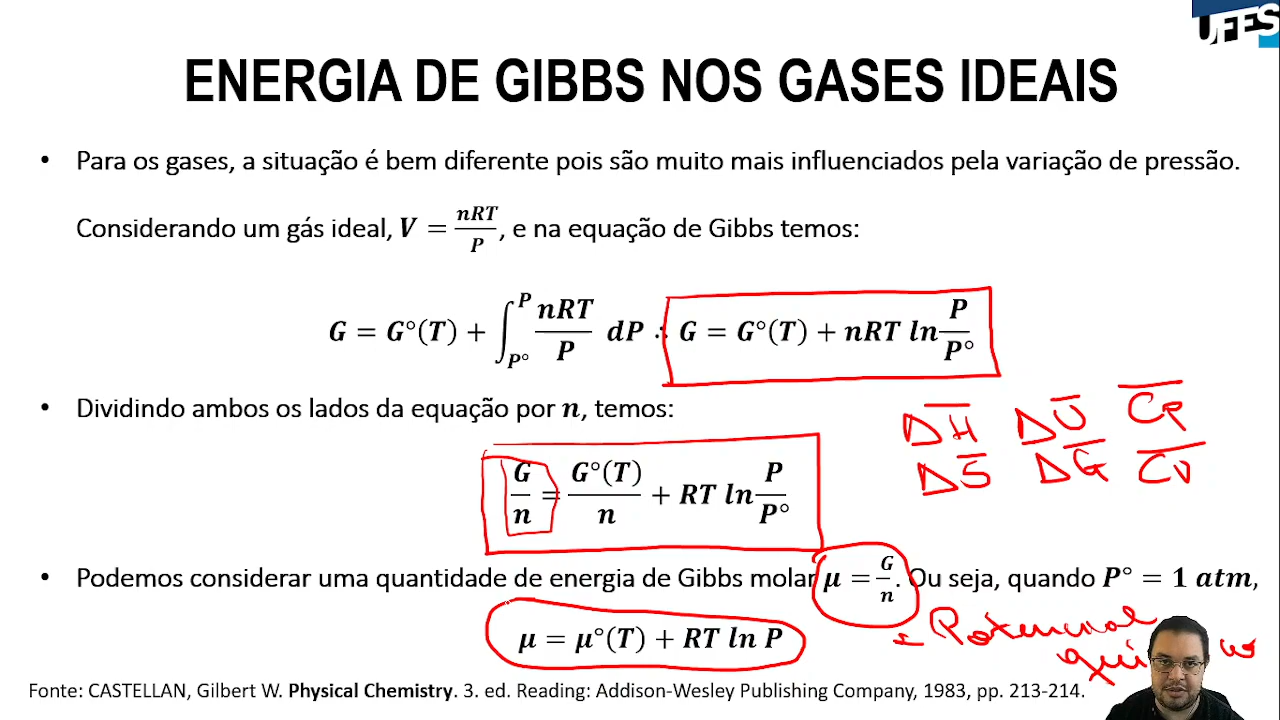 UFES
ENERGIA DE GIBBS NOS GASES IDEAIS
• Para os gases, a situação é bem diferente pois são muito mais influenciados pela variação de pressão.
Considerando um gás ideal, V = nRT/P, e na equação de Gibbs temos:
G = G°(T) + ∫_{P°}^{P} nRT/P dP ∴ G = G°(T) + nRT ln P/P°
• Dividindo ambos os lados da equação por n, temos:
ΔH̅ ΔU̅ C̅P̅
ΔS̅ ΔG̅ C̅V̅
G/n = G°(T)/n + RT ln P/P°
• Podemos considerar uma quantidade de energia de Gibbs molar μ = G/n. Ou seja, quando P° = 1 atm,
μ = μ°(T) + RT ln P
= Potencial
Fonte: CASTELLAN, Gilbert W. Physical Chemistry. 3. ed. Reading: Addison-Wesley Publishing Company, 1983, pp. 213-214.